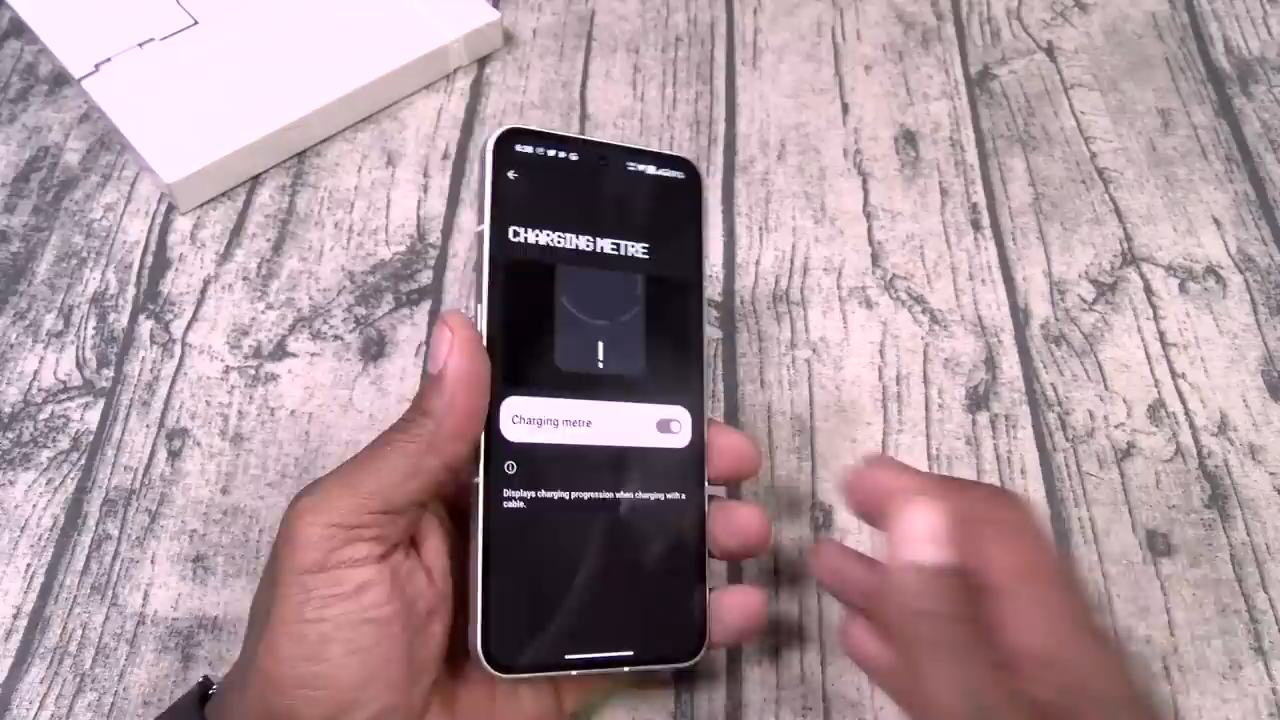 CHARGING METRE
Charging metre
Displays charging progression when charging with a
cable.